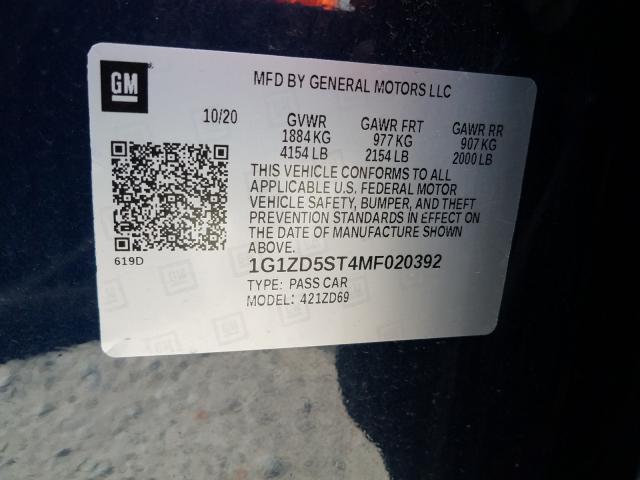 GM
MFD BY GENERAL MOTORS LLC
10/20 GVWR GAWR FRT GAWR RR
1884 KG 977 KG 907 KG
4154 LB 2154 LB 2000 LB
THIS VEHICLE CONFORMS TO ALL
APPLICABLE U.S. FEDERAL MOTOR
VEHICLE SAFETY, BUMPER, AND THEFT
PREVENTION STANDARDS IN EFFECT ON
THE DATE OF MANUFACTURE SHOWN
ABOVE.
619D
1G1ZD5ST4MF020392
TYPE: PASS CAR
MODEL: 421ZD69